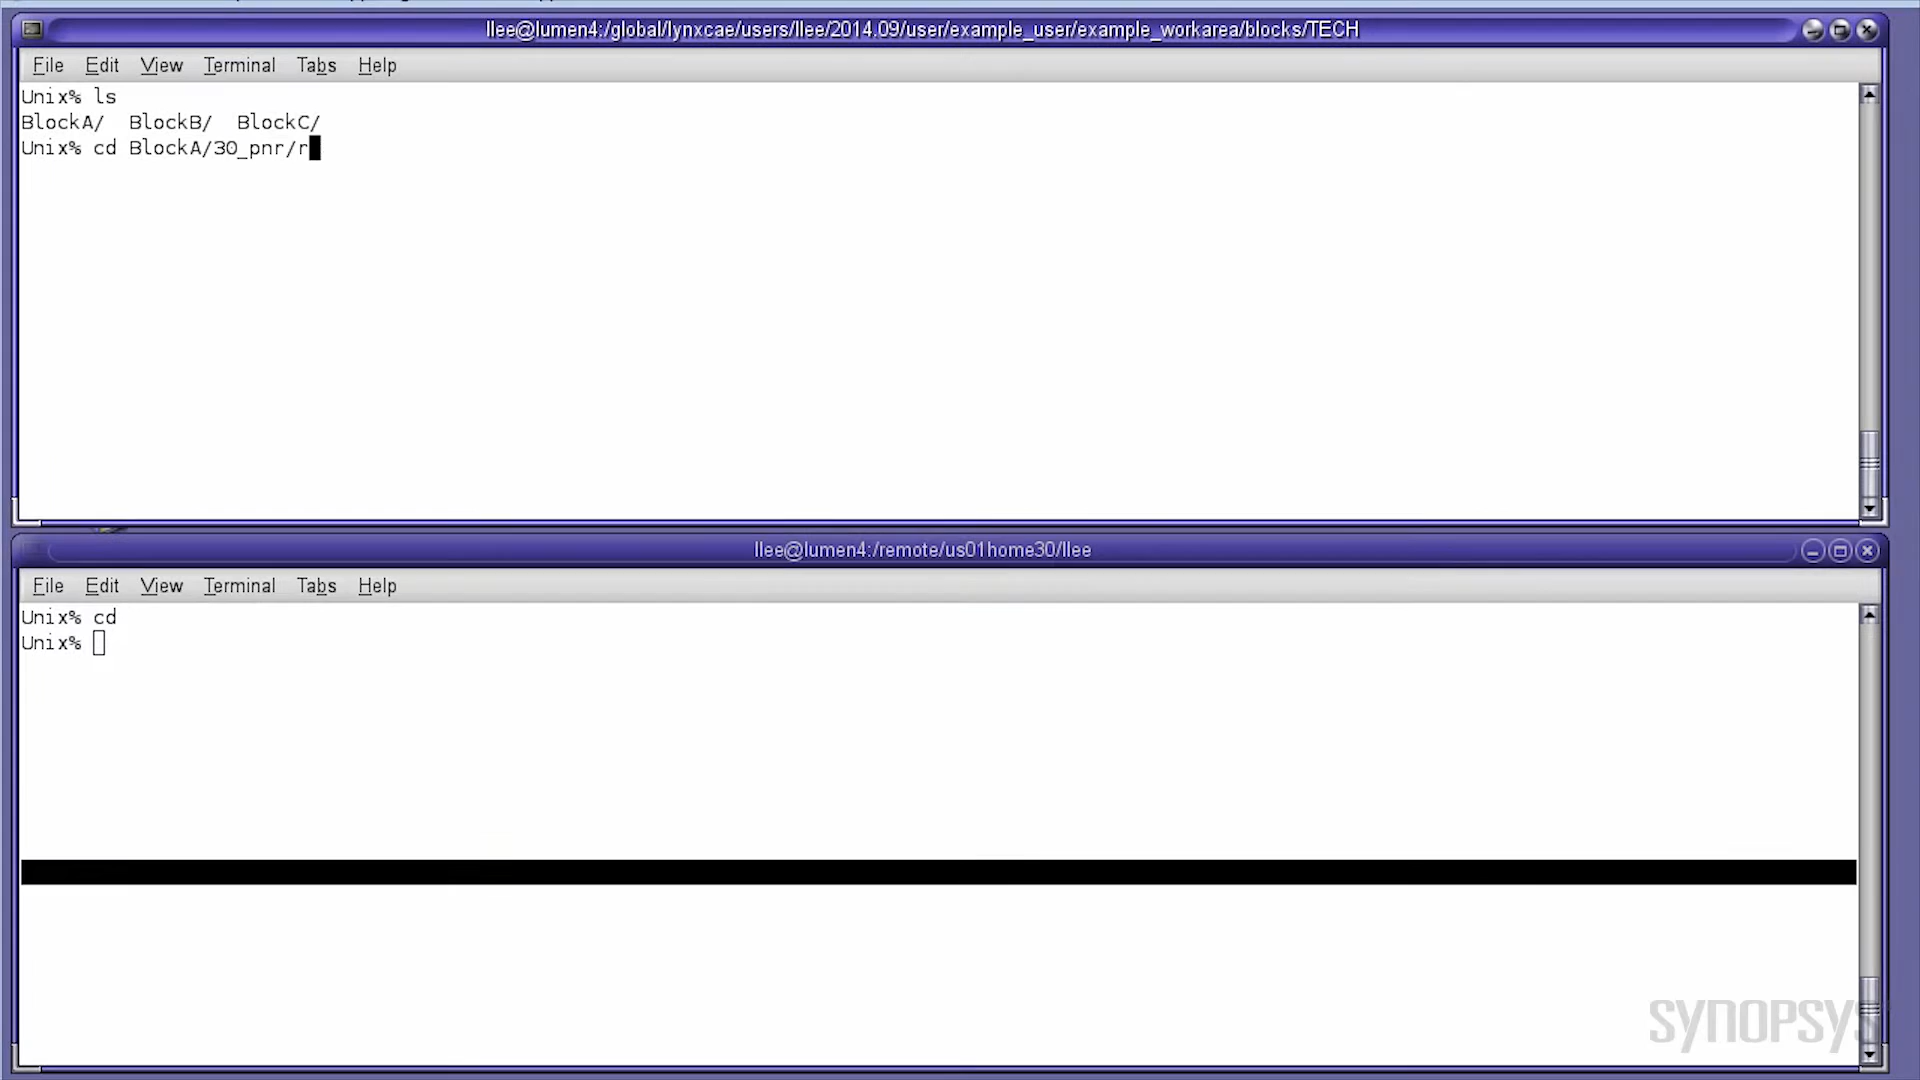 llee@lumen4:/global/lynxcae/users/llee/2014.09/user/example_user/example_workarea/blocks/TECH
File Edit View Terminal Tabs Help
Unix% ls
BlockA/ BlockB/ BlockC/
Unix% cd BlockA/30_pnr/r
llee@lumen4:/remote/us01home30/llee
File Edit View Terminal Tabs Help
Unix% cd
Unix%
SYNOPSYS